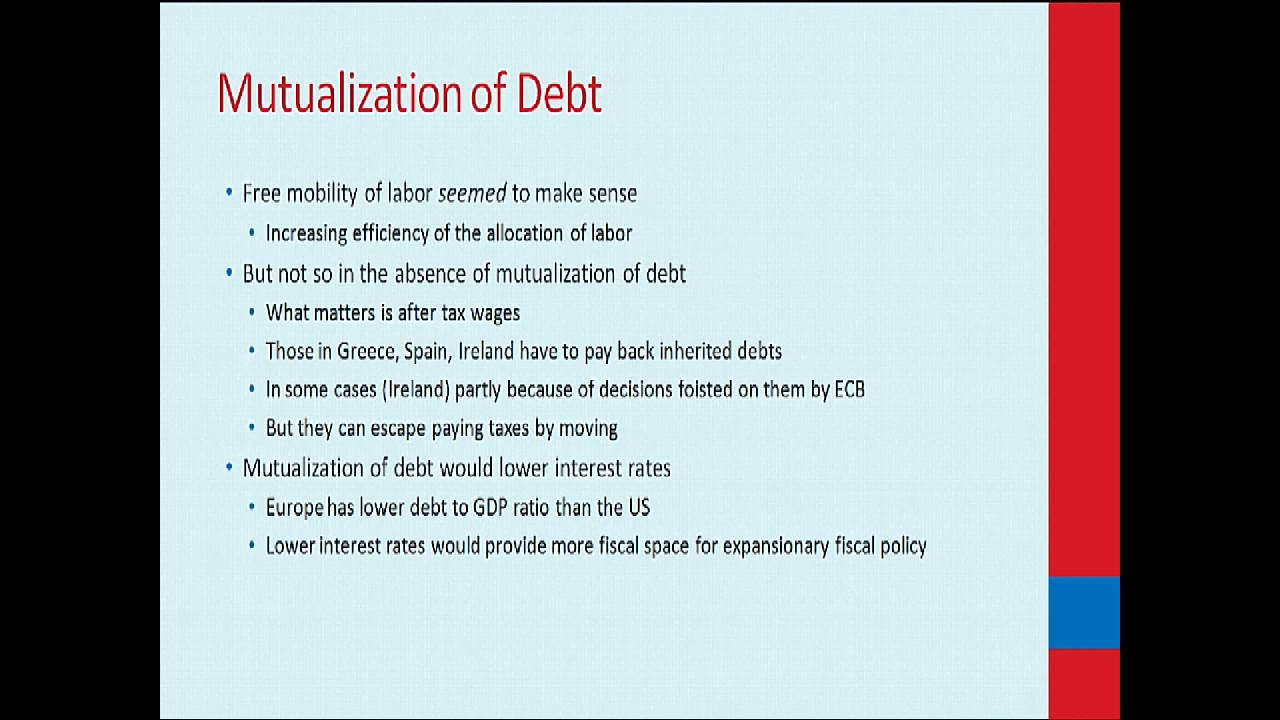 Mutualization of Debt
• Free mobility of labor seemed to make sense
• Increasing efficiency of the allocation of labor
• But not so in the absence of mutualization of debt
• What matters is after tax wages
• Those in Greece, Spain, Ireland have to pay back inherited debts
• In some cases (Ireland) partly because of decisions foisted on them by ECB
• But they can escape paying taxes by moving
• Mutualization of debt would lower interest rates
• Europe has lower debt to GDP ratio than the US
• Lower interest rates would provide more fiscal space for expansionary fiscal policy